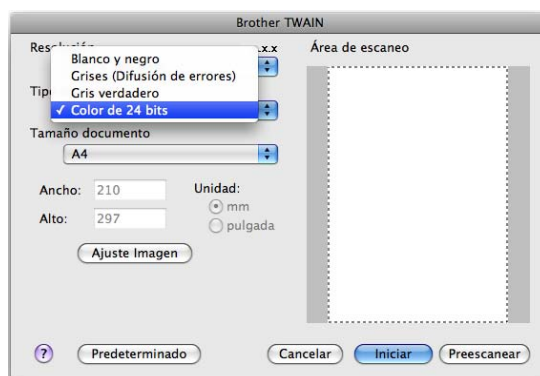 Brother TWAIN
x.x
Área de escaneo
Blanco y negro
Grises (Difusión de errores)
Gris verdadero
✓ Color de 24 bits
Tamaño documento
A4
Ancho: 210
Unidad:
mm
Alto: 297
pulgada
Ajuste Imagen
? Predeterminado Cancelar Iniciar Preescanear